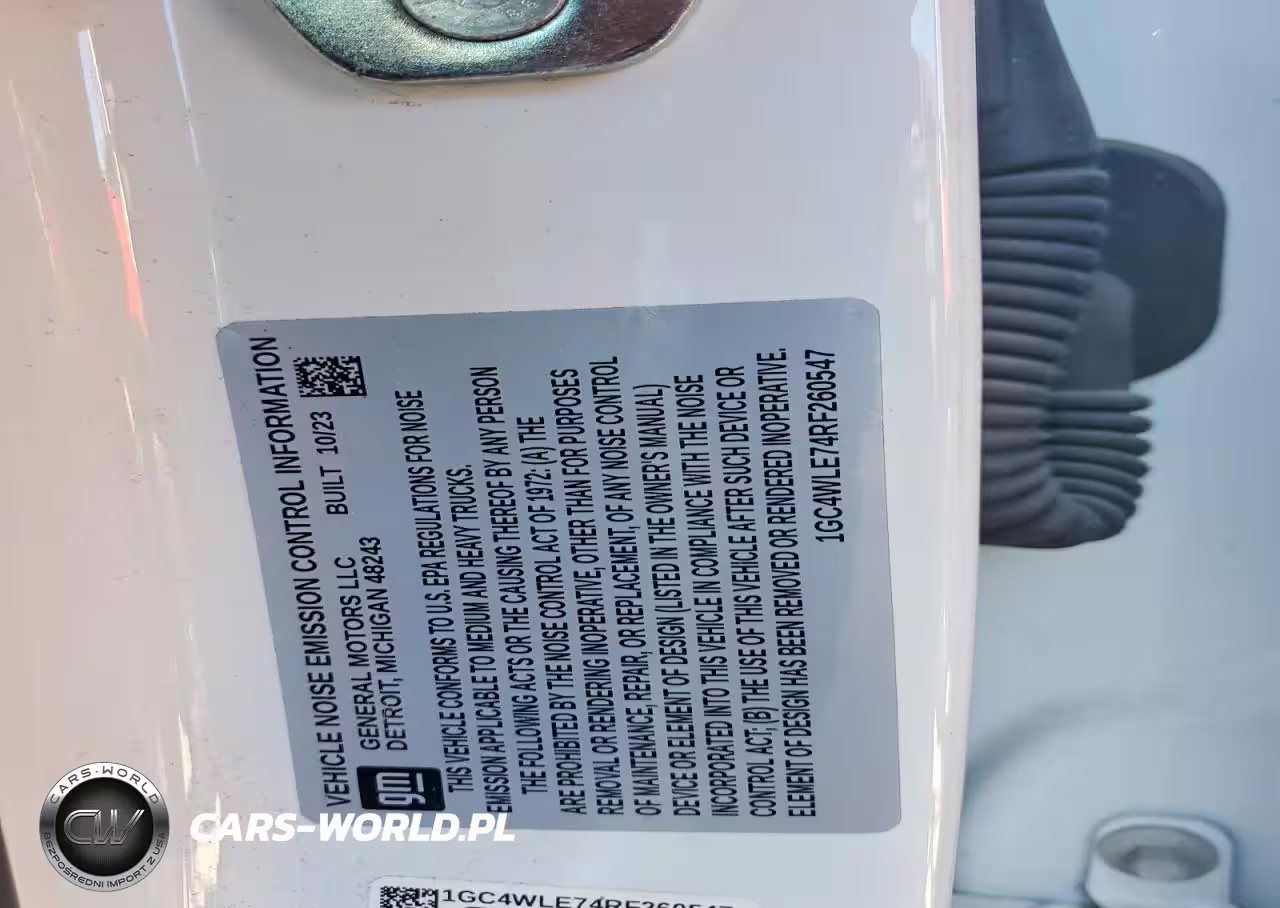 VEHICLE NOISE EMISSION CONTROL INFORMATION
GENERAL MOTORS LLC BUILT 10/23
DETROIT, MICHIGAN 48243
gm
THIS VEHICLE CONFORMS TO U.S. EPA REGULATIONS FOR NOISE
EMISSION APPLICABLE TO MEDIUM AND HEAVY TRUCKS.
THE FOLLOWING ACTS OR THE CAUSING THEREOF BY ANY PERSON
ARE PROHIBITED BY THE NOISE CONTROL ACT OF 1972: (A) THE
REMOVAL OR RENDERING INOPERATIVE, OTHER THAN FOR PURPOSES
OF MAINTENANCE, REPAIR, OR REPLACEMENT, OF ANY NOISE CONTROL
DEVICE OR ELEMENT OF DESIGN (LISTED IN THE OWNER'S MANUAL)
INCORPORATED INTO THIS VEHICLE IN COMPLIANCE WITH THE NOISE
CONTROL ACT; (B) THE USE OF THIS VEHICLE AFTER SUCH DEVICE OR
ELEMENT OF DESIGN HAS BEEN REMOVED OR RENDERED INOPERATIVE.
1GC4WLE74RF260547
1GC4WLE74RF260547
CARS-WORLD
CW
BEZPOŚREDNI IMPORT Z USA
CARS-WORLD.PL